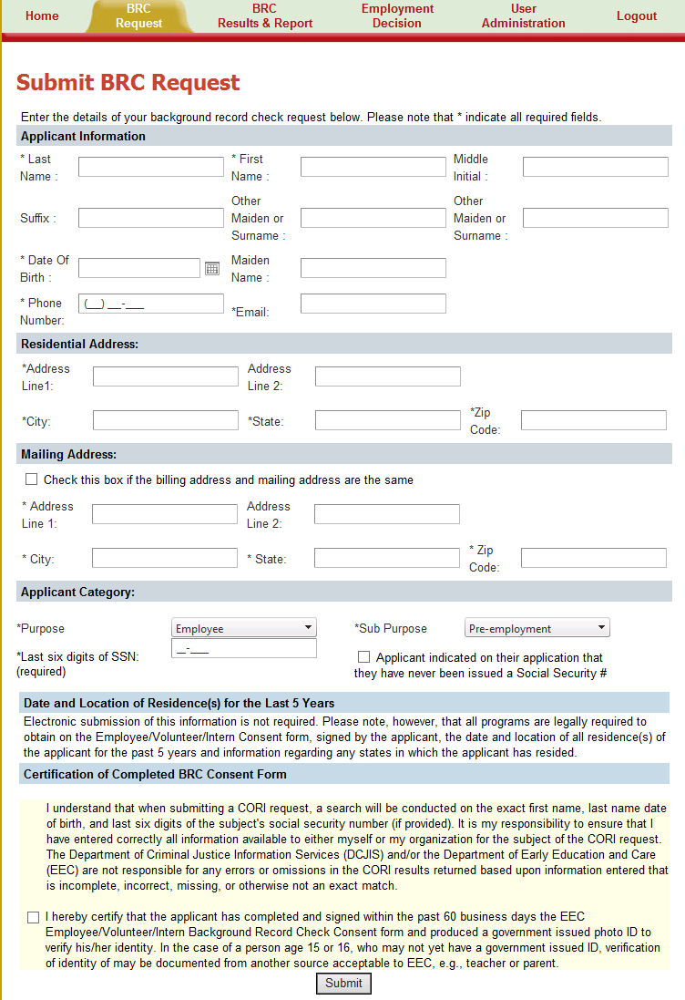 Home
BRC
Request
BRC
Results & Report
Employment
Decision
User
Administration
Logout
Submit BRC Request
Enter the details of your background record check request below. Please note that * indicate all required fields.
Applicant Information
* Last
Name :
* First
Name :
Middle
Initial :
Suffix :
Other
Maiden or
Surname :
Other
Maiden or
Surname :
* Date Of
Birth :
Maiden
Name :
* Phone
Number:
(__) __-___
*Email:
Residential Address:
*Address
Line1:
Address
Line 2:
*City:
*State:
*Zip
Code:
Mailing Address:
Check this box if the billing address and mailing address are the same
* Address
Line 1:
Address
Line 2:
* City:
* State:
* Zip
Code:
Applicant Category:
*Purpose
Employee
*Sub Purpose
Pre-employment
*Last six digits of SSN:
(required)
__-___
Applicant indicated on their application that
they have never been issued a Social Security #
Date and Location of Residence(s) for the Last 5 Years
Electronic submission of this information is not required. Please note, however, that all programs are legally required to
obtain on the Employee/Volunteer/Intern Consent form, signed by the applicant, the date and location of all residence(s) of
the applicant for the past 5 years and information regarding any states in which the applicant has resided.
Certification of Completed BRC Consent Form
I understand that when submitting a CORI request, a search will be conducted on the exact first name, last name date
of birth, and last six digits of the subject's social security number (if provided). It is my responsibility to ensure that I
have entered correctly all information available to either myself or my organization for the subject of the CORI request.
The Department of Criminal Justice Information Services (DCJIS) and/or the Department of Early Education and Care
(EEC) are not responsible for any errors or omissions in the CORI results returned based upon information entered that
is incomplete, incorrect, missing, or otherwise not an exact match.
I hereby certify that the applicant has completed and signed within the past 60 business days the EEC
Employee/Volunteer/Intern Background Record Check Consent form and produced a government issued photo ID to
verify his/her identity. In the case of a person age 15 or 16, who may not yet have a government issued ID, verification
of identity of may be documented from another source acceptable to EEC, e.g., teacher or parent.
Submit